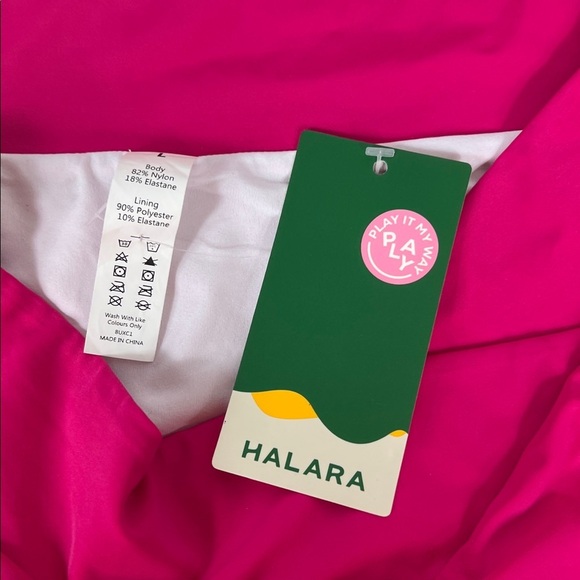 Body
82% Nylon
18% Elastane
Lining
90% Polyester
10% Elastane
Wash With Like
Colours Only
RUXC1
MADE IN CHINA
PLAY IT MY WAY
PLAY
HALARA